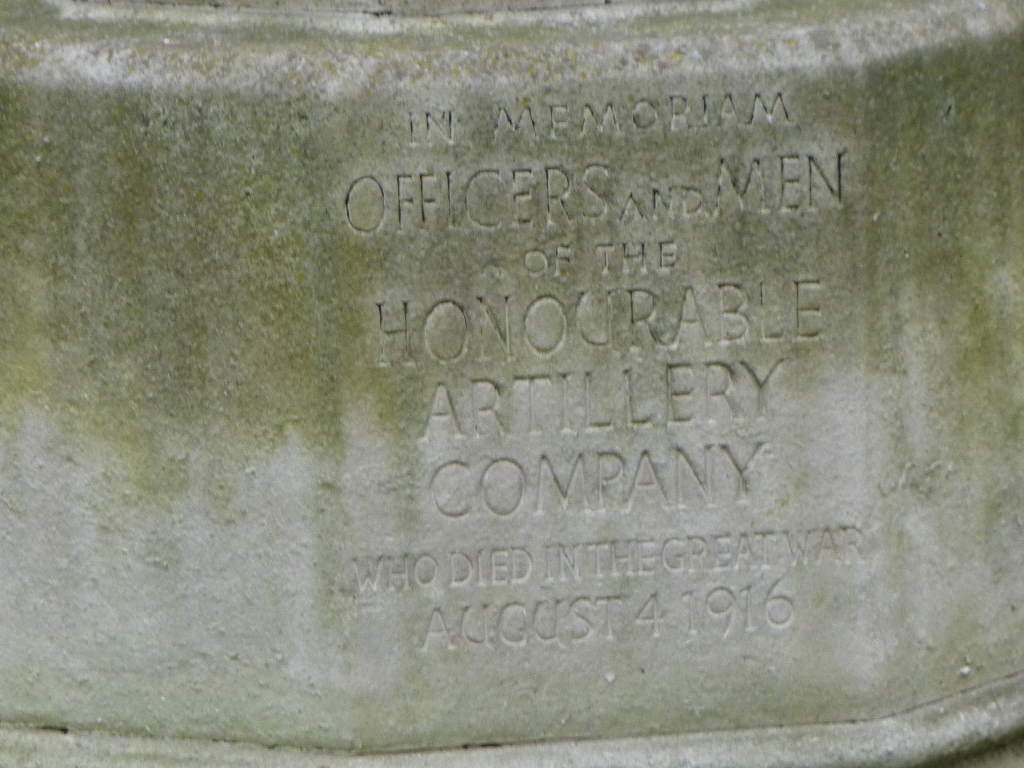 IN MEMORIAM
OFFICERS AND MEN
OF THE
HONOURABLE
ARTILLERY
COMPANY
WHO DIED IN THE GREAT WAR
AUGUST 4 1916